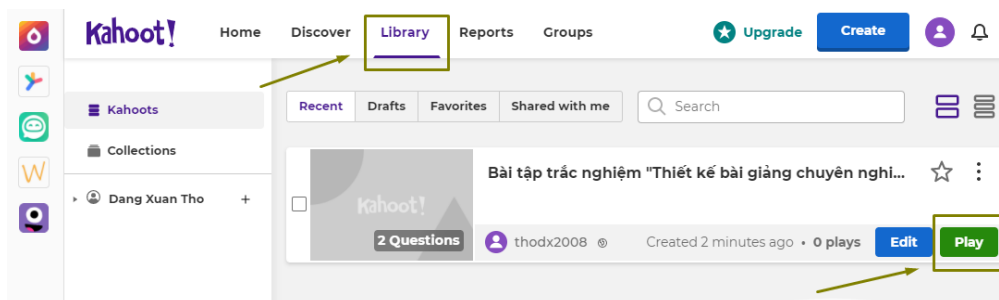 Kahoot! Home Discover Library Reports Groups Upgrade Create
Kahoots
Collections
Dang Xuan Tho +
Recent Drafts Favorites Shared with me Search
Bài tập trắc nghiệm "Thiết kế bài giảng chuyên nghi...
Kahoot!
2 Questions
thodx2008 Created 2 minutes ago • 0 plays Edit Play